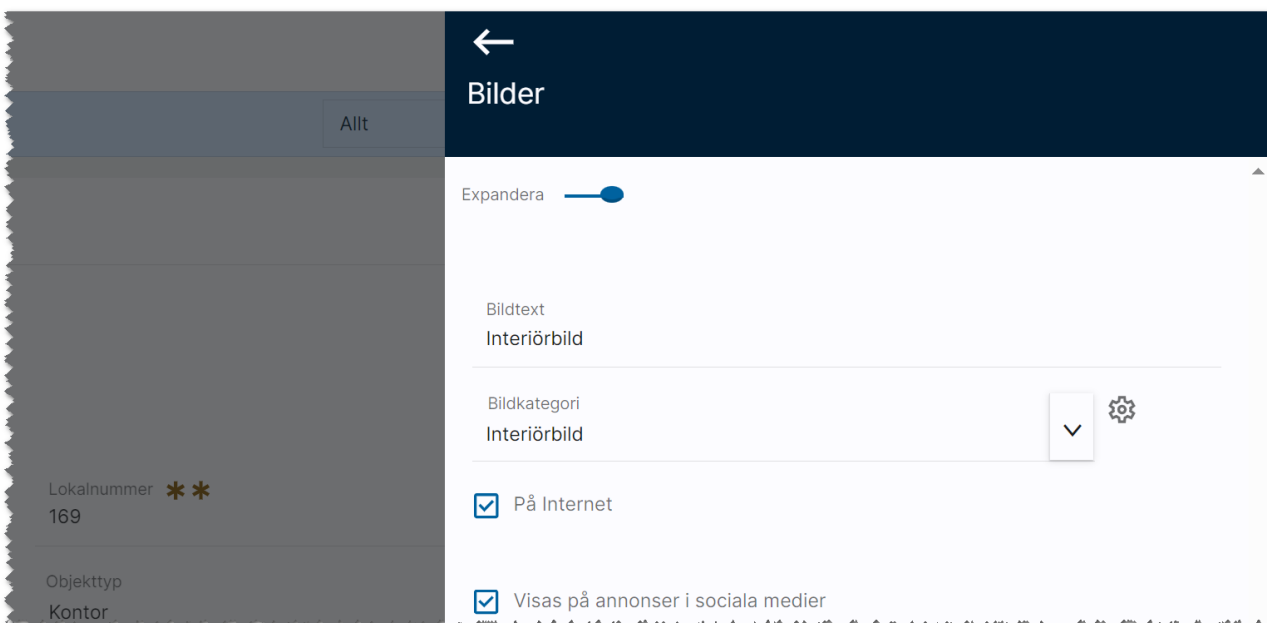 Bilder
Allt
Expandera
Bildtext
Interiörbild
Bildkategori
Interiörbild
Lokalnummer ✱ ✱
169
På Internet
Objekttyp
Kontor
Visas på annonser i sociala medier